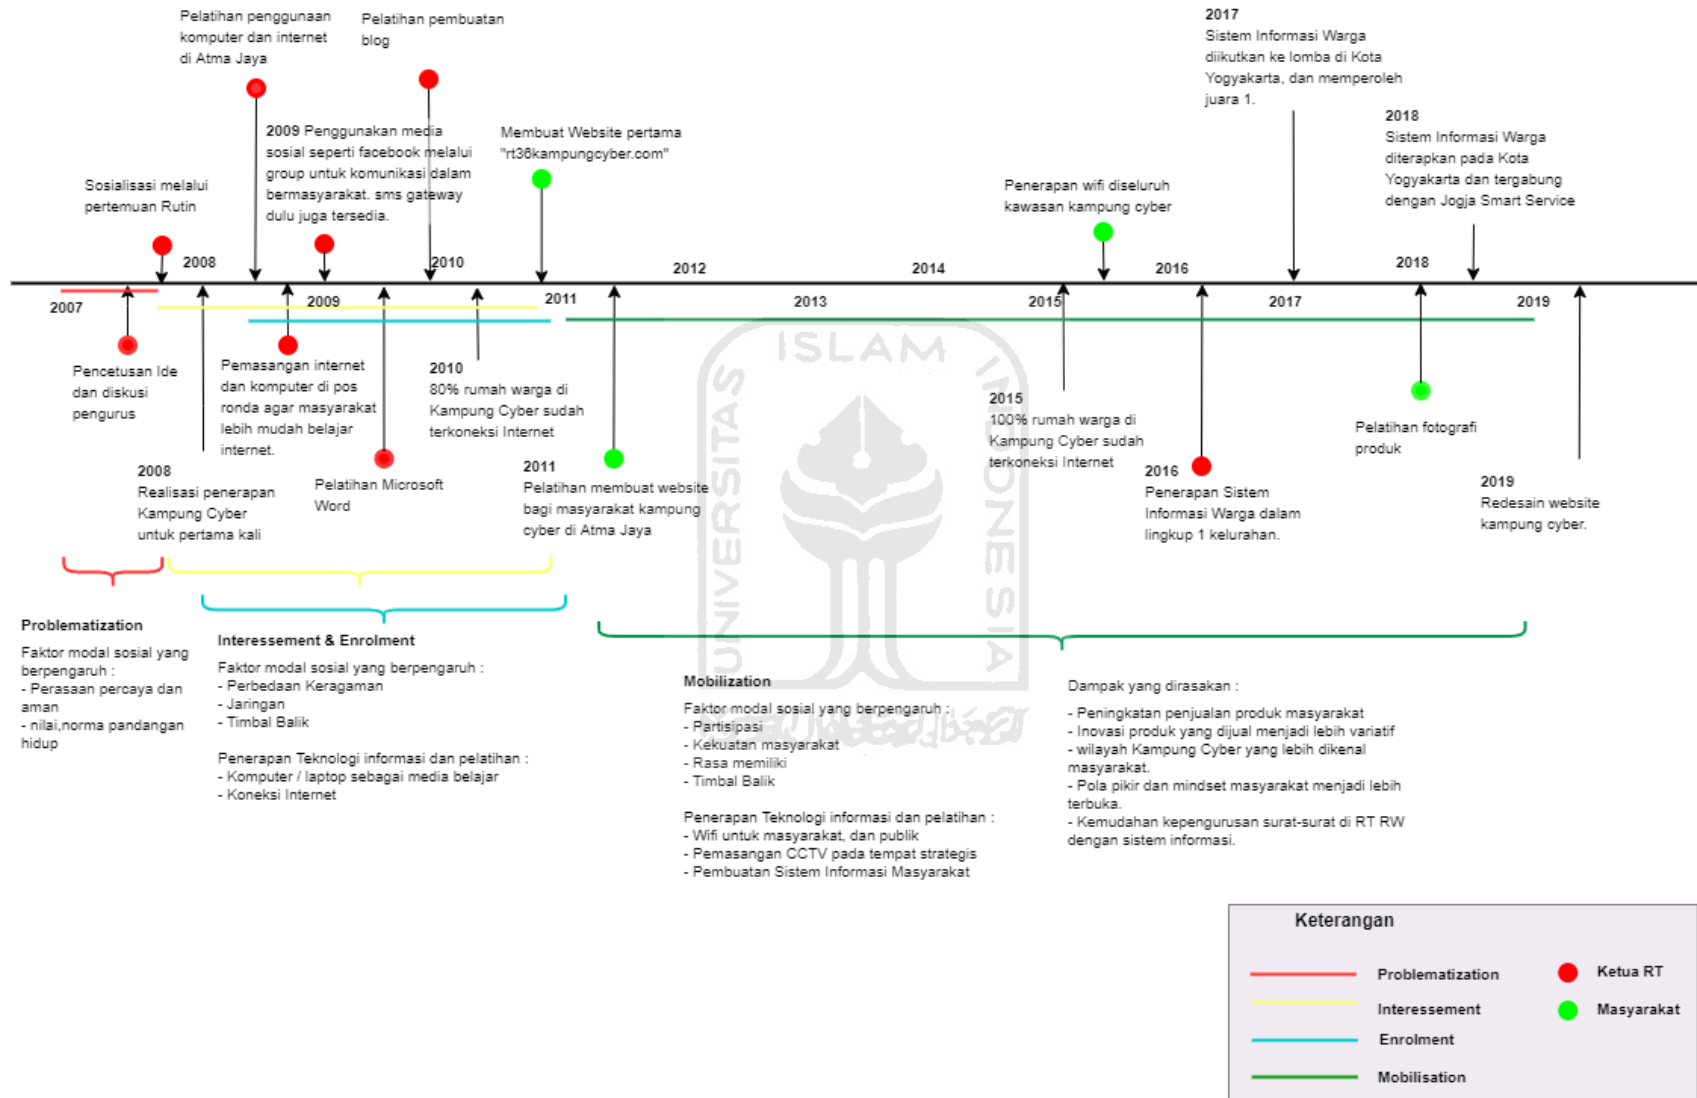 Pelatihan penggunaan
komputer dan internet
di Atma Jaya
Pelatihan pembuatan
blog
2017
Sistem Informasi Warga
diikutkan ke lomba di Kota
Yogyakarta, dan memperoleh
juara 1.
2009 Penggunakan media
sosial seperti facebook melalui
group untuk komunikasi dalam
bermasyarakat. sms gateway
dulu juga tersedia.
Membuat Website pertama
"rt36kampungcyber.com"
2018
Sistem Informasi Warga
diterapkan pada Kota
Yogyakarta dan tergabung
dengan Jogja Smart Service
Sosialisasi melalui
pertemuan Rutin
Penerapan wifi diseluruh
kawasan kampung cyber
2007
2008
2009
2010
2011
2012
2013
2014
2015
2016
2017
2018
2019
Pencetusan Ide
dan diskusi
pengurus
Pemasangan internet
dan komputer di pos
ronda agar masyarakat
lebih mudah belajar
internet.
2010
80% rumah warga di
Kampung Cyber sudah
terkoneksi Internet
2008
Realisasi penerapan
Kampung Cyber
untuk pertama kali
Pelatihan Microsoft
Word
2011
Pelatihan membuat website
bagi masyarakat kampung
cyber di Atma Jaya
2015
100% rumah warga di
Kampung Cyber sudah
terkoneksi Internet
2016
Penerapan Sistem
Informasi Warga dalam
lingkup 1 kelurahan.
Pelatihan fotografi
produk
2019
Redesain website
kampung cyber.
UNIVERSITAS
ISLAM
INDONESIA
Problematization
Faktor modal sosial yang
berpengaruh :
- Perasaan percaya dan
aman
- nilai,norma pandangan
hidup
Interessement & Enrolment
Faktor modal sosial yang berpengaruh :
- Perbedaan Keragaman
- Jaringan
- Timbal Balik
Penerapan Teknologi informasi dan pelatihan :
- Komputer / laptop sebagai media belajar
- Koneksi Internet
Mobilization
Faktor modal sosial yang berpengaruh :
- Partisipasi
- Kekuatan masyarakat
- Rasa memiliki
- Timbal Balik
Penerapan Teknologi informasi dan pelatihan :
- Wifi untuk masyarakat, dan publik
- Pemasangan CCTV pada tempat strategis
- Pembuatan Sistem Informasi Masyarakat
Dampak yang dirasakan :
- Peningkatan penjualan produk masyarakat
- Inovasi produk yang dijual menjadi lebih variatif
- wilayah Kampung Cyber yang lebih dikenal
masyarakat.
- Pola pikir dan mindset masyarakat menjadi lebih
terbuka.
- Kemudahan kepengurusan surat-surat di RT RW
dengan sistem informasi.
Keterangan
Problematization
Interessement
Enrolment
Mobilisation
Ketua RT
Masyarakat